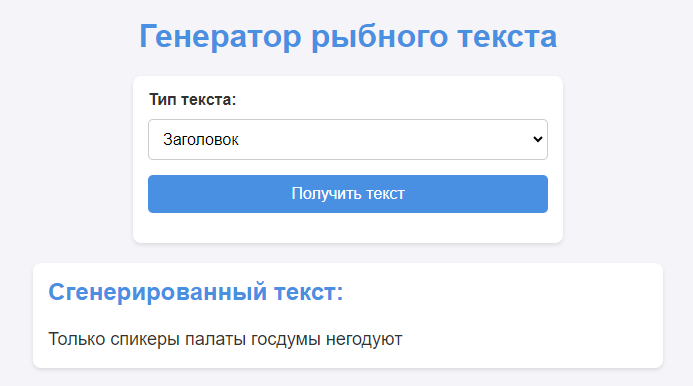 Генератор рыбного текста
Тип текста:
Заголовок
Получить текст
Сгенерированный текст:
Только спикеры палаты госдумы негодуют